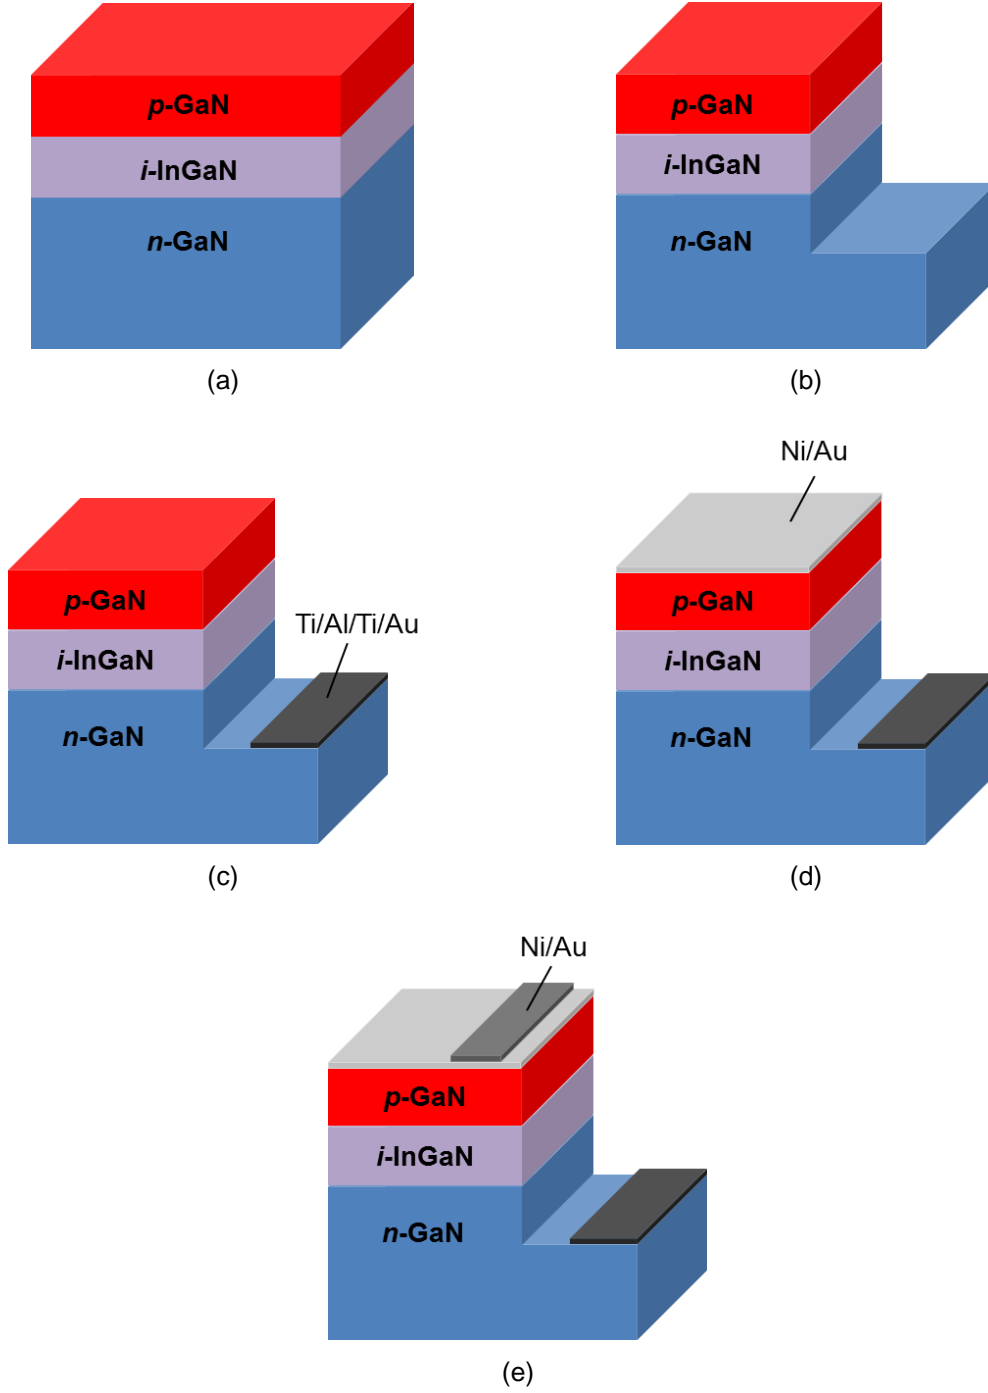 p-GaN
i-InGaN
n-GaN
(a)
p-GaN
i-InGaN
n-GaN
(b)
p-GaN
i-InGaN
n-GaN
Ti/Al/Ti/Au
(c)
Ni/Au
p-GaN
i-InGaN
n-GaN
(d)
Ni/Au
p-GaN
i-InGaN
n-GaN
(e)